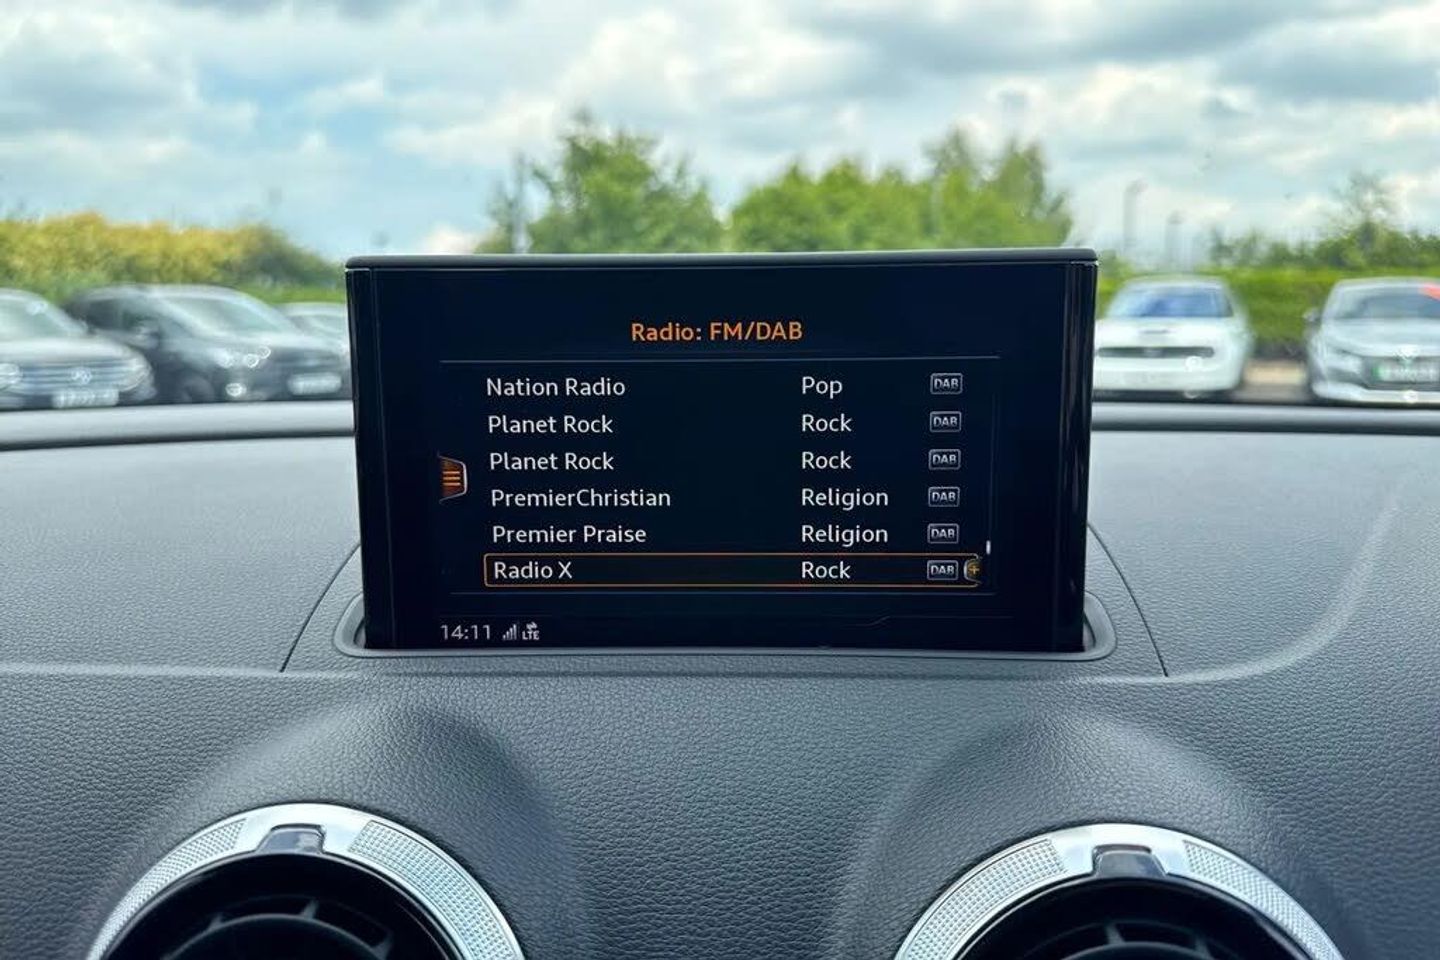 Radio: FM/DAB
Nation Radio Pop DAB
Planet Rock Rock DAB
Planet Rock Rock DAB
PremierChristian Religion DAB
Premier Praise Religion DAB
Radio X Rock DAB
14:11 LTE